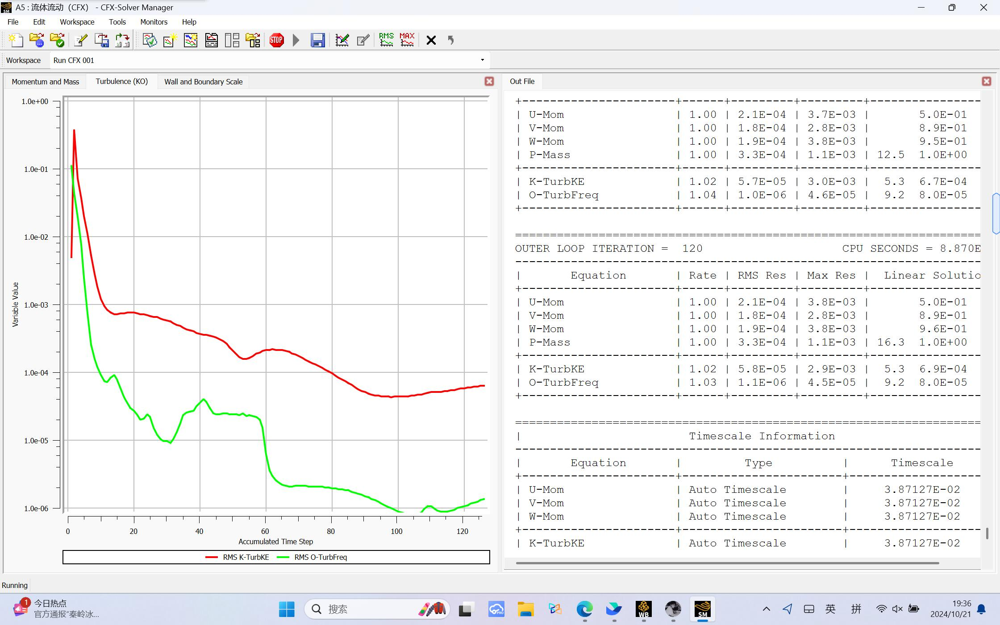 A5 : 流体流动（CFX） - CFX-Solver Manager
File Edit Workspace Tools Monitors Help
STOP RMS MAX
Workspace Run CFX 001
Momentum and Mass Turbulence (KO) Wall and Boundary Scale
1.0e+00
1.0e-01
1.0e-02
1.0e-03
1.0e-04
1.0e-05
1.0e-06
Variable Value
0 20 40 60 80 100 120
Accumulated Time Step
RMS K-TurbKE RMS O-TurbFreq
Out File
+----------------------+------+---------+---------+-----------------
| U-Mom | 1.00 | 2.1E-04 | 3.7E-03 | 5.0E-01
| V-Mom | 1.00 | 1.8E-04 | 2.8E-03 | 8.9E-01
| W-Mom | 1.00 | 1.9E-04 | 3.8E-03 | 9.5E-01
| P-Mass | 1.00 | 3.3E-04 | 1.1E-03 | 12.5 1.0E+00
+----------------------+------+---------+---------+-----------------
| K-TurbKE | 1.02 | 5.7E-05 | 3.0E-03 | 5.3 6.7E-04
| O-TurbFreq | 1.04 | 1.0E-06 | 4.6E-05 | 9.2 8.0E-05
+----------------------+------+---------+---------+-----------------
===================================================================
OUTER LOOP ITERATION = 120 CPU SECONDS = 8.870E
-------------------------------------------------------------------
| Equation | Rate | RMS Res | Max Res | Linear Solutio
+----------------------+------+---------+---------+-----------------
| U-Mom | 1.00 | 2.1E-04 | 3.8E-03 | 5.0E-01
| V-Mom | 1.00 | 1.8E-04 | 2.8E-03 | 8.9E-01
| W-Mom | 1.00 | 1.9E-04 | 3.8E-03 | 9.6E-01
| P-Mass | 1.00 | 3.3E-04 | 1.1E-03 | 16.3 1.0E+00
+----------------------+------+---------+---------+-----------------
| K-TurbKE | 1.02 | 5.8E-05 | 2.9E-03 | 5.3 6.9E-04
| O-TurbFreq | 1.03 | 1.1E-06 | 4.5E-05 | 9.2 8.0E-05
+----------------------+------+---------+---------+-----------------
===================================================================
| Timescale Information
-------------------------------------------------------------------
| Equation | Type | Timescale
+----------------------+-----------------------+-------------------
| U-Mom | Auto Timescale | 3.87127E-02
| V-Mom | Auto Timescale | 3.87127E-02
| W-Mom | Auto Timescale | 3.87127E-02
+----------------------+-----------------------+-------------------
| K-TurbKE | Auto Timescale | 3.87127E-02
Running
1 今日热点
官方通报“秦岭冰...
搜索
PRO
WB
SM
英 拼
19:36
2024/10/21